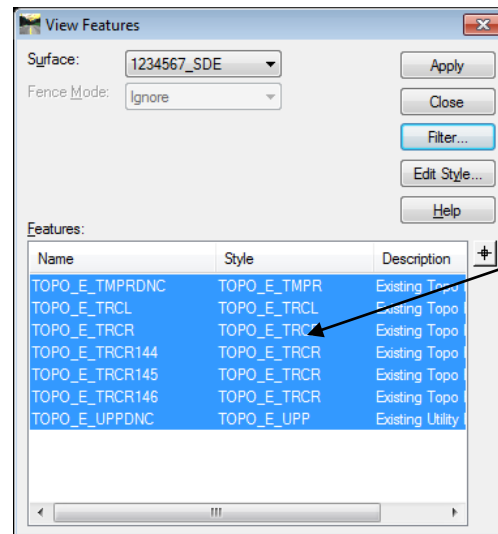 View Features
Surface: 1234567_SDE Apply
Fence Mode: Ignore Close
Filter...
Edit Style...
Help
Features:
Name Style Description
TOPO_E_TMPRDNC TOPO_E_TMPR Existing Topo
TOPO_E_TRCL TOPO_E_TRCL Existing Topo
TOPO_E_TRCR Existing Topo
TOPO_E_TRCR144 TOPO_E_TRCR Existing Topo
TOPO_E_TRCR145 TOPO_E_TRCR Existing Topo
TOPO_E_TRCR146 TOPO_E_TRCR Existing Topo
TOPO_E_UPPDNC TOPO_E_UPP Existing Utility